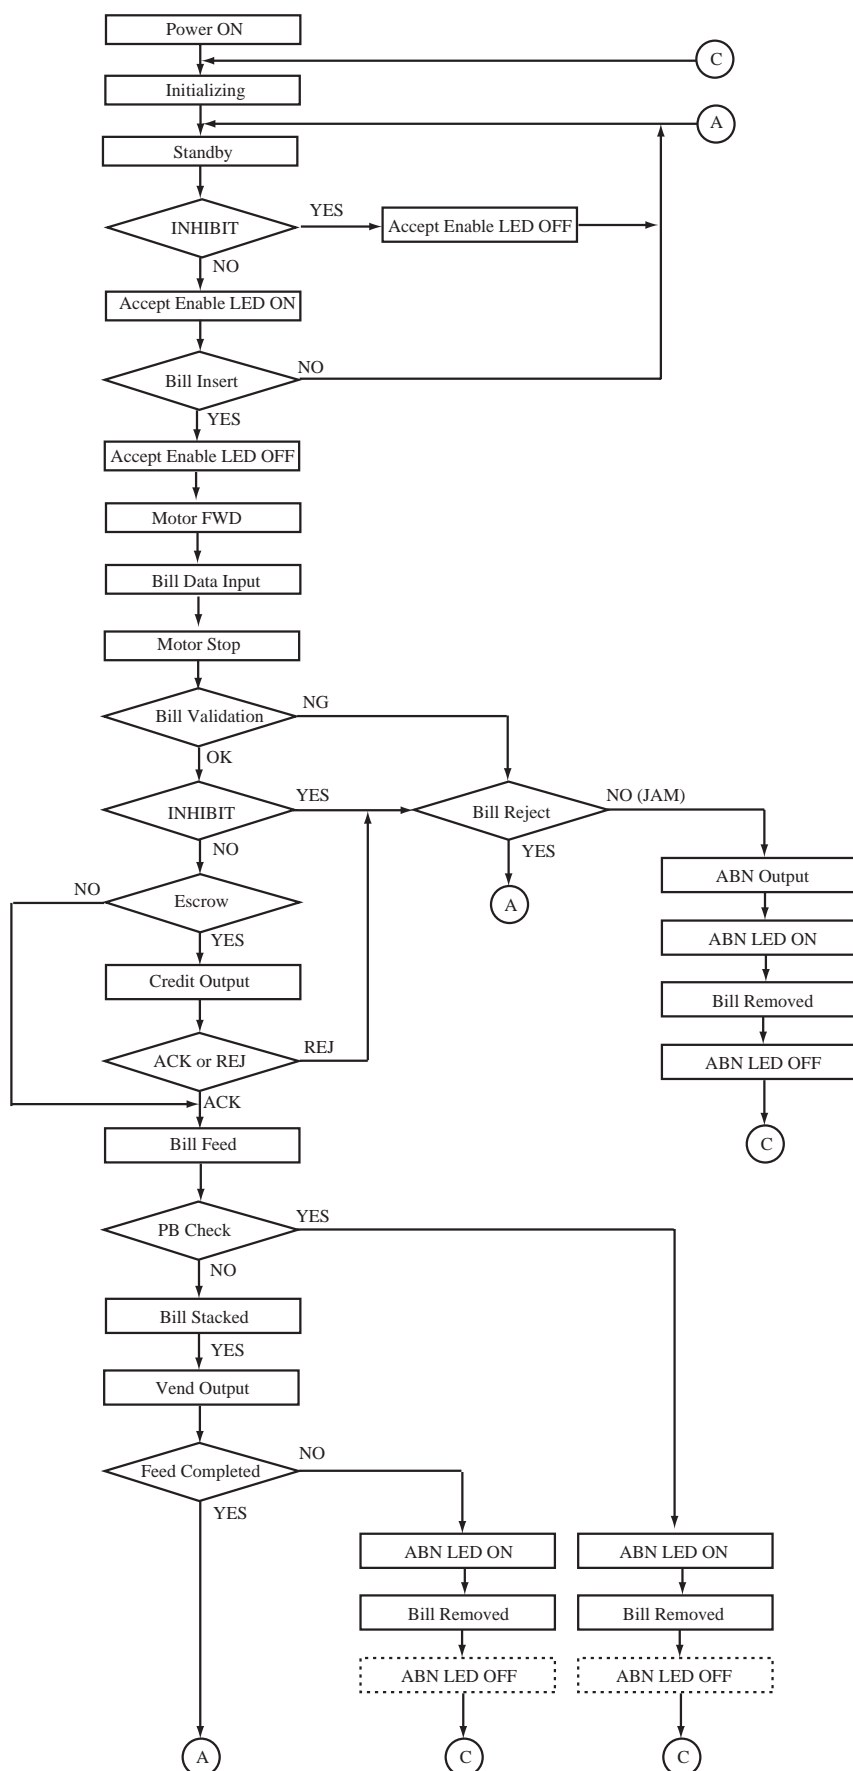 Power ON
C
Initializing
A
Standby
INHIBIT
YES
Accept Enable LED OFF
NO
Accept Enable LED ON
Bill Insert
NO
YES
Accept Enable LED OFF
Motor FWD
Bill Data Input
Motor Stop
Bill Validation
NG
OK
INHIBIT
YES
Bill Reject
NO (JAM)
NO
YES
ABN Output
NO
Escrow
A
YES
ABN LED ON
Credit Output
Bill Removed
ACK or REJ
REJ
ABN LED OFF
ACK
Bill Feed
C
PB Check
YES
NO
Bill Stacked
YES
Vend Output
Feed Completed
NO
YES
ABN LED ON
ABN LED ON
Bill Removed
Bill Removed
ABN LED OFF
ABN LED OFF
A
C
C